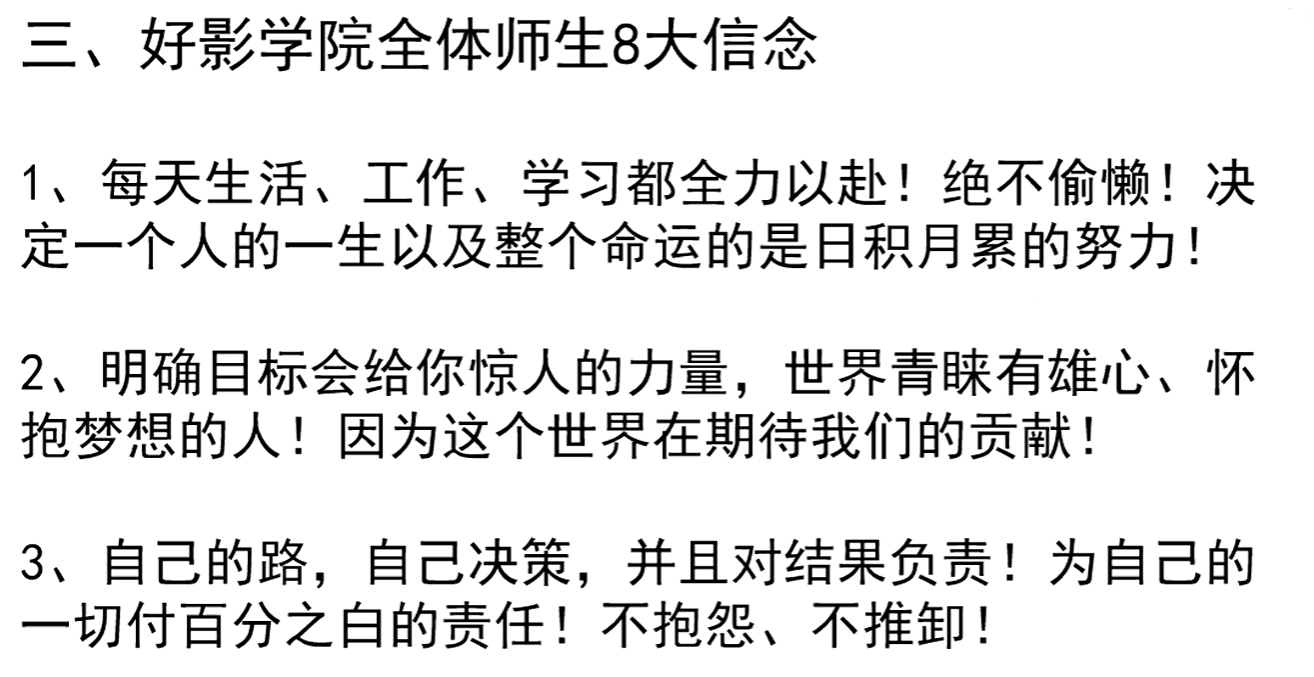 三、好影学院全体师生8大信念
1、每天生活、工作、学习都全力以赴！绝不偷懒！决
定一个人的一生以及整个命运的是日积月累的努力！
2、明确目标会给你惊人的力量，世界青睐有雄心、怀
抱梦想的人！因为这个世界在期待我们的贡献！
3、自己的路，自己决策，并且对结果负责！为自己的
一切付百分之白的责任！不抱怨、不推卸！